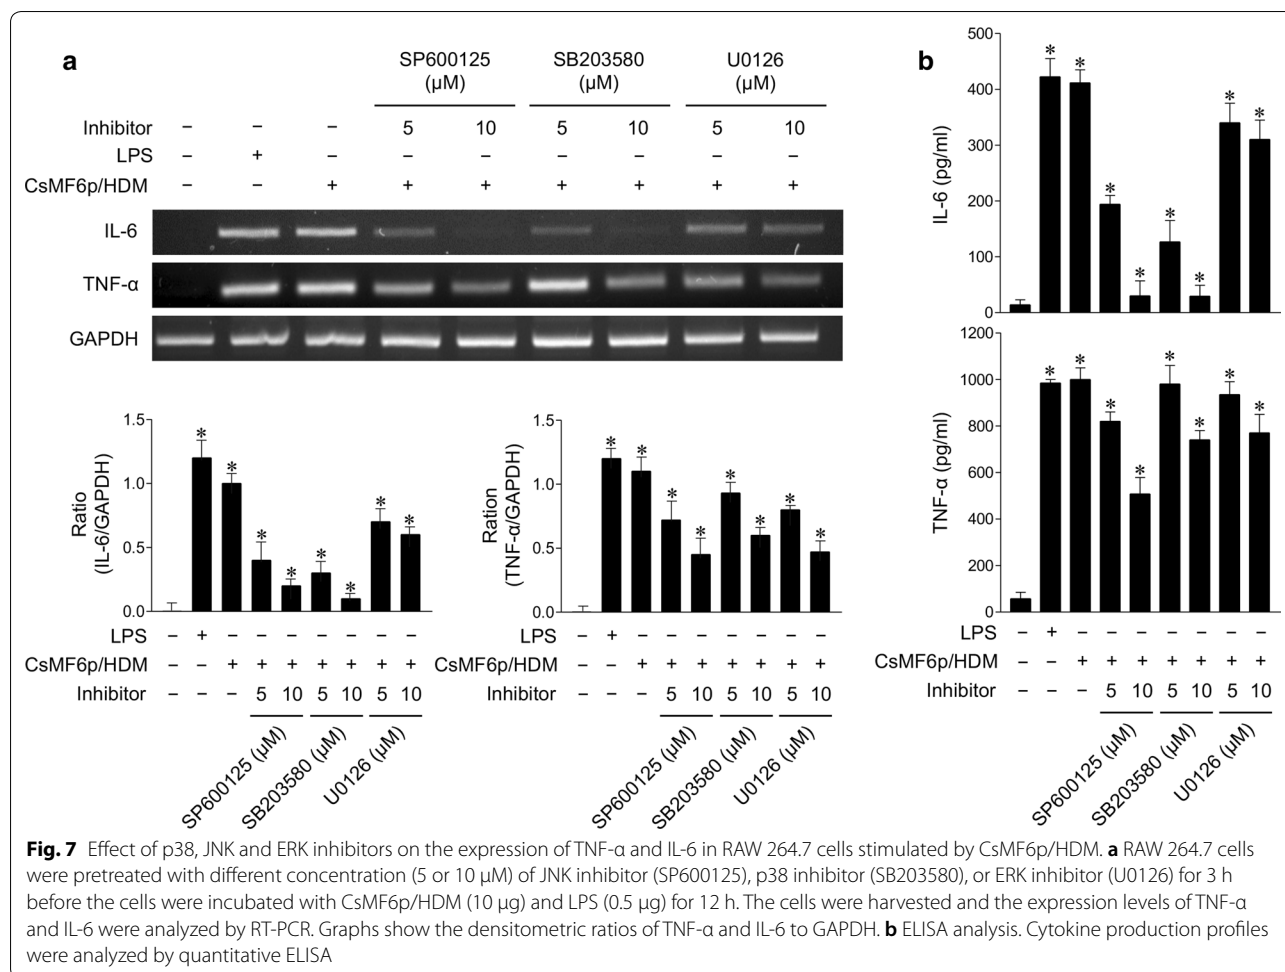 a
SP600125 (μM)
SB203580 (μM)
U0126 (μM)
Inhibitor – – – 5 10 5 10 5 10
LPS – + – – – – – – –
CsMF6p/HDM – – + + + + + + +
IL-6
TNF-α
GAPDH
Ratio
(IL-6/GAPDH)
1.5
1.0
0.5
0.0
* * * * * * * *
LPS – + – – – – – – –
CsMF6p/HDM – – + + + + + + +
Inhibitor – – – 5 10 5 10 5 10
SP600125 (μM)
SB203580 (μM)
U0126 (μM)
Ration
(TNF-α/GAPDH)
1.5
1.0
0.5
0.0
* * * * * * * *
LPS – + – – – – – – –
CsMF6p/HDM – – + + + + + + +
Inhibitor – – – 5 10 5 10 5 10
SP600125 (μM)
SB203580 (μM)
U0126 (μM)
b
IL-6 (pg/ml)
500
400
300
200
100
0
* * * * * * * *
TNF-α (pg/ml)
1200
1000
800
600
400
200
0
* * * * * * * *
LPS – + – – – – – – –
CsMF6p/HDM – – + + + + + + +
Inhibitor – – – 5 10 5 10 5 10
SP600125 (μM)
SB203580 (μM)
U0126 (μM)
Fig. 7 Effect of p38, JNK and ERK inhibitors on the expression of TNF-α and IL-6 in RAW 264.7 cells stimulated by CsMF6p/HDM. a RAW 264.7 cells
were pretreated with different concentration (5 or 10 μM) of JNK inhibitor (SP600125), p38 inhibitor (SB203580), or ERK inhibitor (U0126) for 3 h
before the cells were incubated with CsMF6p/HDM (10 μg) and LPS (0.5 μg) for 12 h. The cells were harvested and the expression levels of TNF-α
and IL-6 were analyzed by RT-PCR. Graphs show the densitometric ratios of TNF-α and IL-6 to GAPDH. b ELISA analysis. Cytokine production profiles
were analyzed by quantitative ELISA